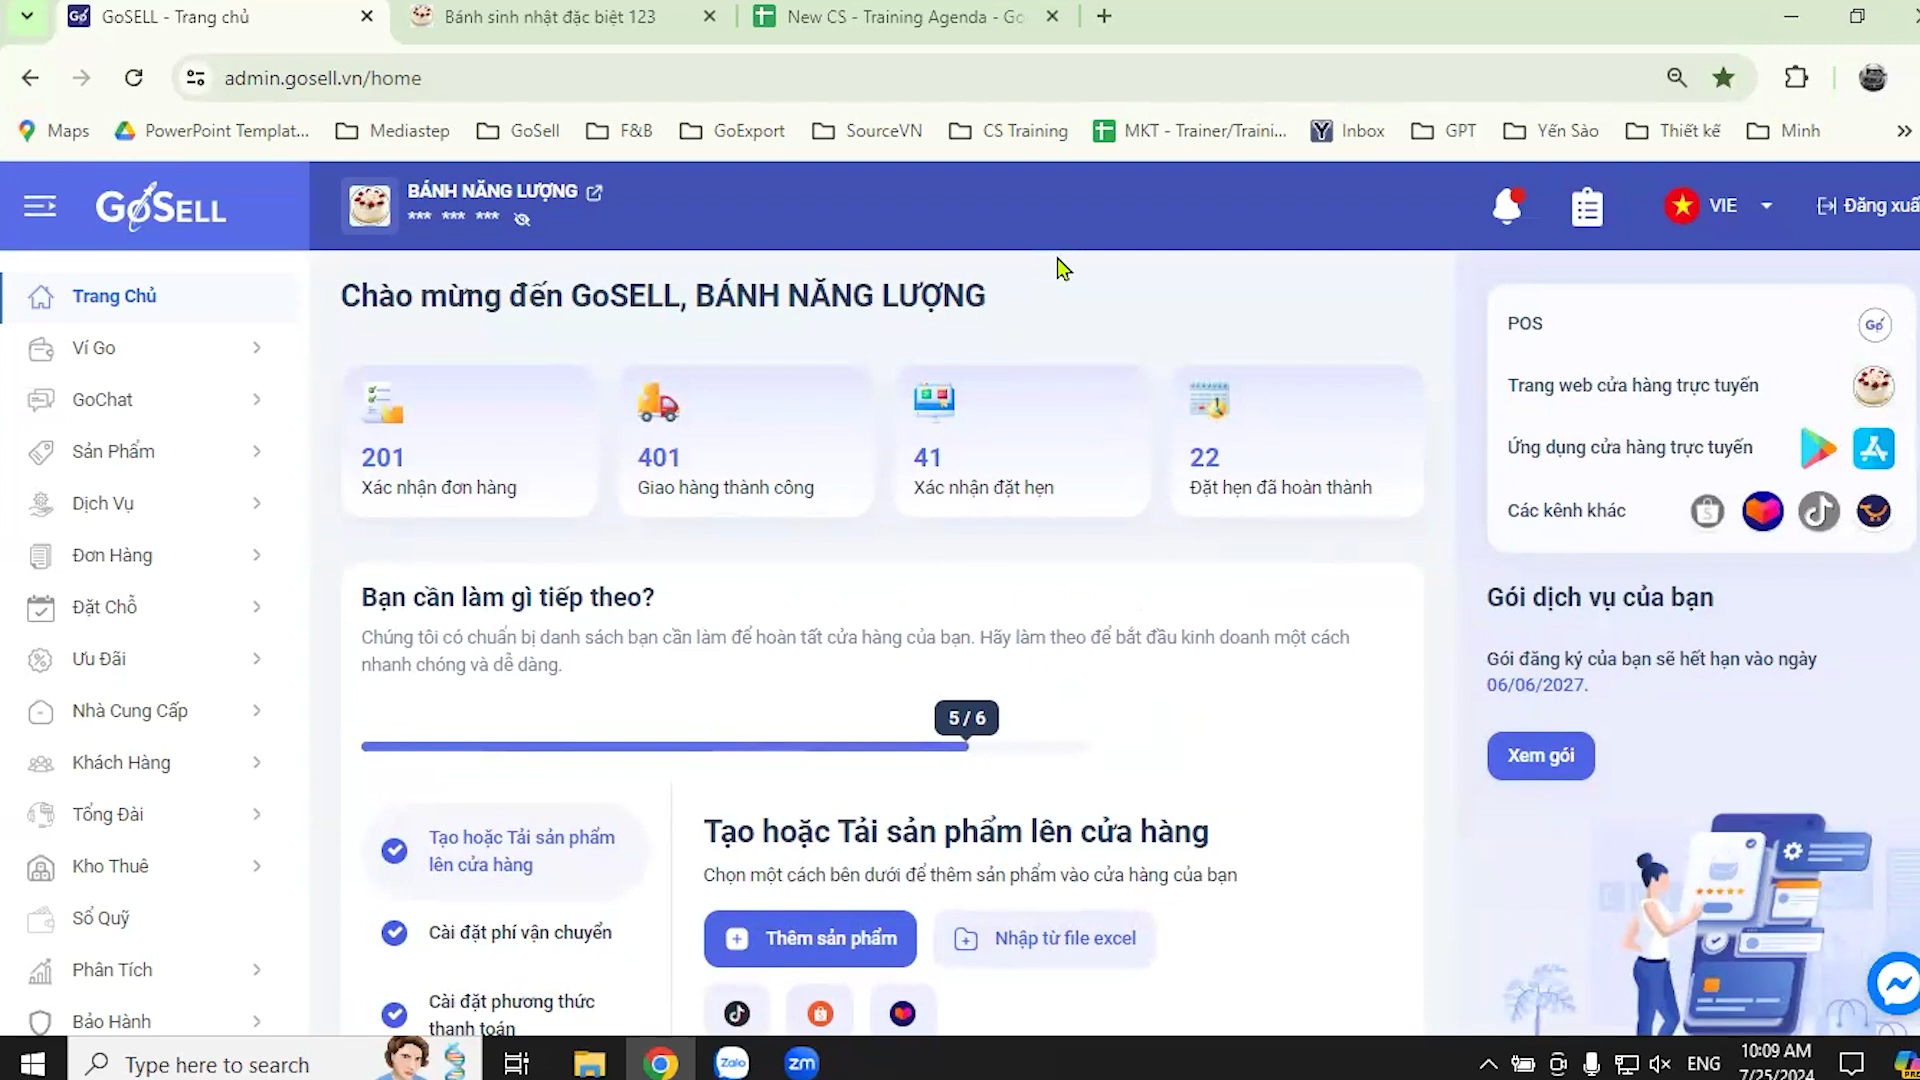 GoSELL - Trang chủ
Bánh sinh nhật đặc biệt 123
New CS - Training Agenda - Go
admin.gosell.vn/home
Maps
PowerPoint Templat...
Mediastep
GoSell
F&B
GoExport
SourceVN
CS Training
MKT - Trainer/Traini...
Inbox
GPT
Yến Sào
Thiết kế
Minh
GoSELL
BÁNH NĂNG LƯỢNG
*** *** ***
VIE
Đăng xuấ
Trang Chủ
Ví Go
GoChat
Sản Phẩm
Dịch Vụ
Đơn Hàng
Đặt Chỗ
Ưu Đãi
Nhà Cung Cấp
Khách Hàng
Tổng Đài
Kho Thuê
Sổ Quỹ
Phân Tích
Bảo Hành
Chào mừng đến GoSELL, BÁNH NĂNG LƯỢNG
201
Xác nhận đơn hàng
401
Giao hàng thành công
41
Xác nhận đặt hẹn
22
Đặt hẹn đã hoàn thành
Bạn cần làm gì tiếp theo?
Chúng tôi có chuẩn bị danh sách bạn cần làm để hoàn tất cửa hàng của bạn. Hãy làm theo để bắt đầu kinh doanh một cách
nhanh chóng và dễ dàng.
5 / 6
Tạo hoặc Tải sản phẩm
lên cửa hàng
Cài đặt phí vận chuyển
Cài đặt phương thức
thanh toán
Tạo hoặc Tải sản phẩm lên cửa hàng
Chọn một cách bên dưới để thêm sản phẩm vào cửa hàng của bạn
Thêm sản phẩm
Nhập từ file excel
POS
Trang web cửa hàng trực tuyến
Ứng dụng cửa hàng trực tuyến
Các kênh khác
Gói dịch vụ của bạn
Gói đăng ký của bạn sẽ hết hạn vào ngày
06/06/2027.
Xem gói
Type here to search
Zalo
zm
ENG
10:09 AM
7/25/2024